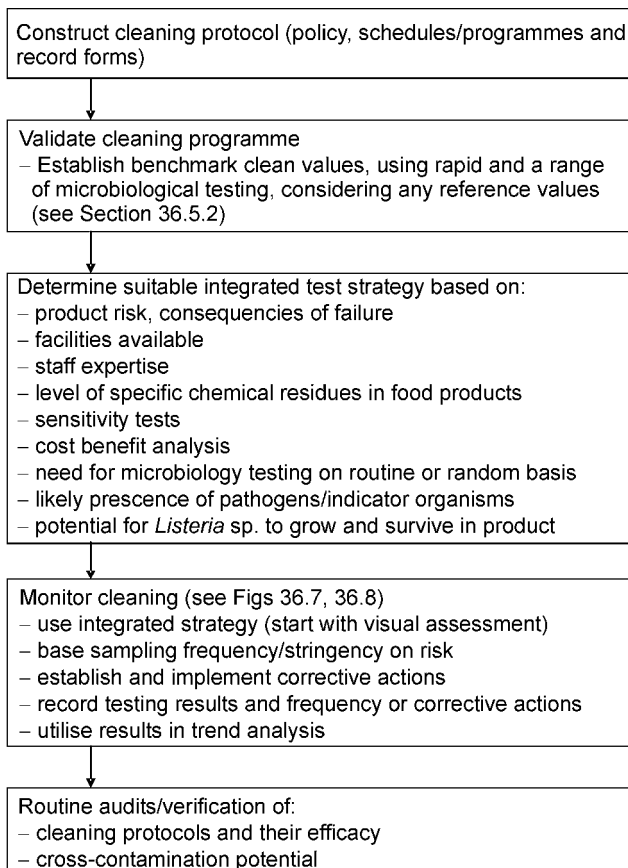 Construct cleaning protocol (policy, schedules/programmes and
record forms)
Validate cleaning programme
– Establish benchmark clean values, using rapid and a range
of microbiological testing, considering any reference values
(see Section 36.5.2)
Determine suitable integrated test strategy based on:
– product risk, consequencies of failure
– facilities available
– staff expertise
– level of specific chemical residues in food products
– sensitivity tests
– cost benefit analysis
– need for microbiology testing on routine or random basis
– likely prescence of pathogens/indicator organisms
– potential for Listeria sp. to grow and survive in product
Monitor cleaning (see Figs 36.7, 36.8)
– use integrated strategy (start with visual assessment)
– base sampling frequency/stringency on risk
– establish and implement corrective actions
– record testing results and frequency or corrective actions
– utilise results in trend analysis
Routine audits/verification of:
– cleaning protocols and their efficacy
– cross-contamination potential